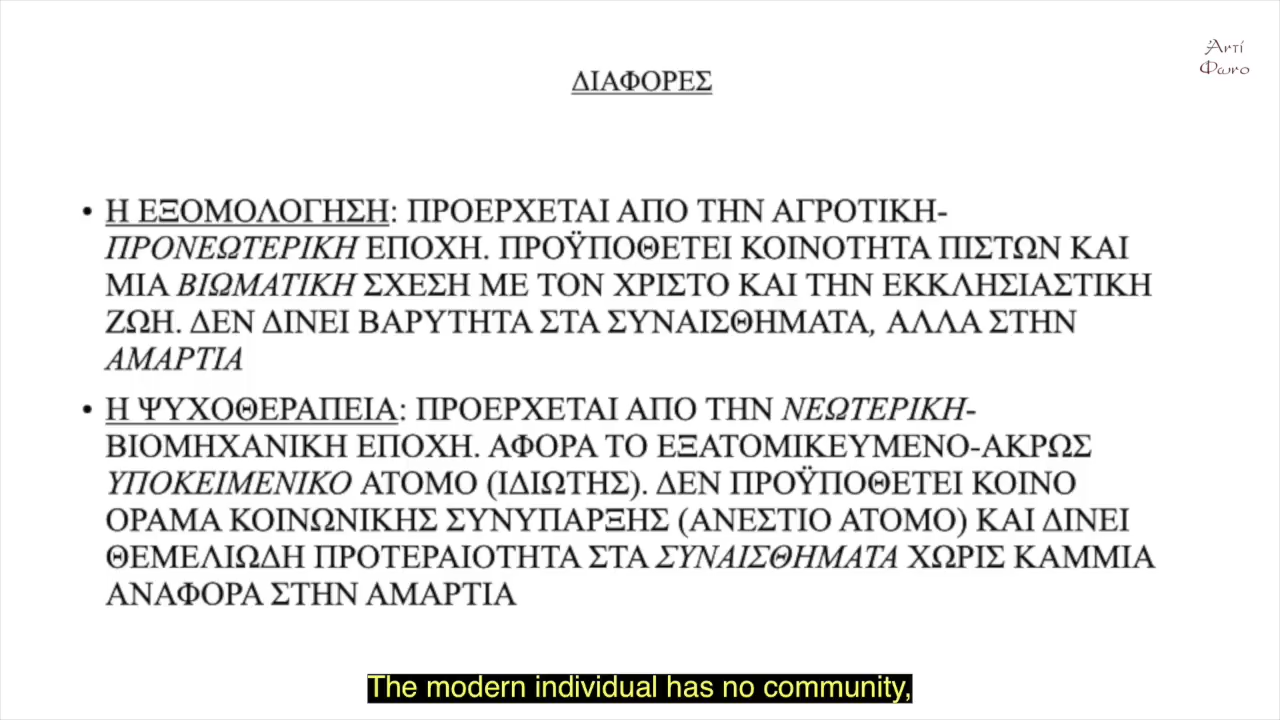 Ἀντί
Φωνο
ΔΙΑΦΟΡΕΣ
• Η ΕΞΟΜΟΛΟΓΗΣΗ: ΠΡΟΕΡΧΕΤΑΙ ΑΠΟ ΤΗΝ ΑΓΡΟΤΙΚΗ-
ΠΡΟΝΕΩΤΕΡΙΚΗ ΕΠΟΧΗ. ΠΡΟΫΠΟΘΕΤΕΙ ΚΟΙΝΟΤΗΤΑ ΠΙΣΤΩΝ ΚΑΙ
ΜΙΑ ΒΙΩΜΑΤΙΚΗ ΣΧΕΣΗ ΜΕ ΤΟΝ ΧΡΙΣΤΟ ΚΑΙ ΤΗΝ ΕΚΚΛΗΣΙΑΣΤΙΚΗ
ΖΩΗ. ΔΕΝ ΔΙΝΕΙ ΒΑΡΥΤΗΤΑ ΣΤΑ ΣΥΝΑΙΣΘΗΜΑΤΑ, ΑΛΛΑ ΣΤΗΝ
ΑΜΑΡΤΙΑ
• Η ΨΥΧΟΘΕΡΑΠΕΙΑ: ΠΡΟΕΡΧΕΤΑΙ ΑΠΟ ΤΗΝ ΝΕΩΤΕΡΙΚΗ-
ΒΙΟΜΗΧΑΝΙΚΗ ΕΠΟΧΗ. ΑΦΟΡΑ ΤΟ ΕΞΑΤΟΜΙΚΕΥΜΕΝΟ-ΑΚΡΩΣ
ΥΠΟΚΕΙΜΕΝΙΚΟ ΑΤΟΜΟ (ΙΔΙΩΤΗΣ). ΔΕΝ ΠΡΟΫΠΟΘΕΤΕΙ ΚΟΙΝΟ
ΟΡΑΜΑ ΚΟΙΝΩΝΙΚΗΣ ΣΥΝΥΠΑΡΞΗΣ (ΑΝΕΣΤΙΟ ΑΤΟΜΟ) ΚΑΙ ΔΙΝΕΙ
ΘΕΜΕΛΙΩΔΗ ΠΡΟΤΕΡΑΙΟΤΗΤΑ ΣΤΑ ΣΥΝΑΙΣΘΗΜΑΤΑ ΧΩΡΙΣ ΚΑΜΜΙΑ
ΑΝΑΦΟΡΑ ΣΤΗΝ ΑΜΑΡΤΙΑ
The modern individual has no community,